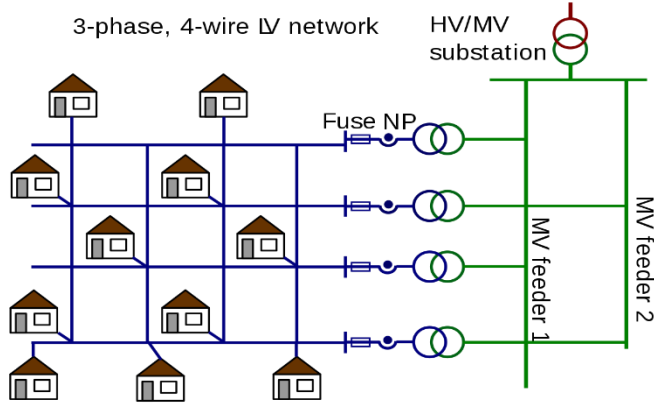 3-phase, 4-wire LV network
HV/MV
substation
Fuse NP
MV feeder 1
MV feeder 2